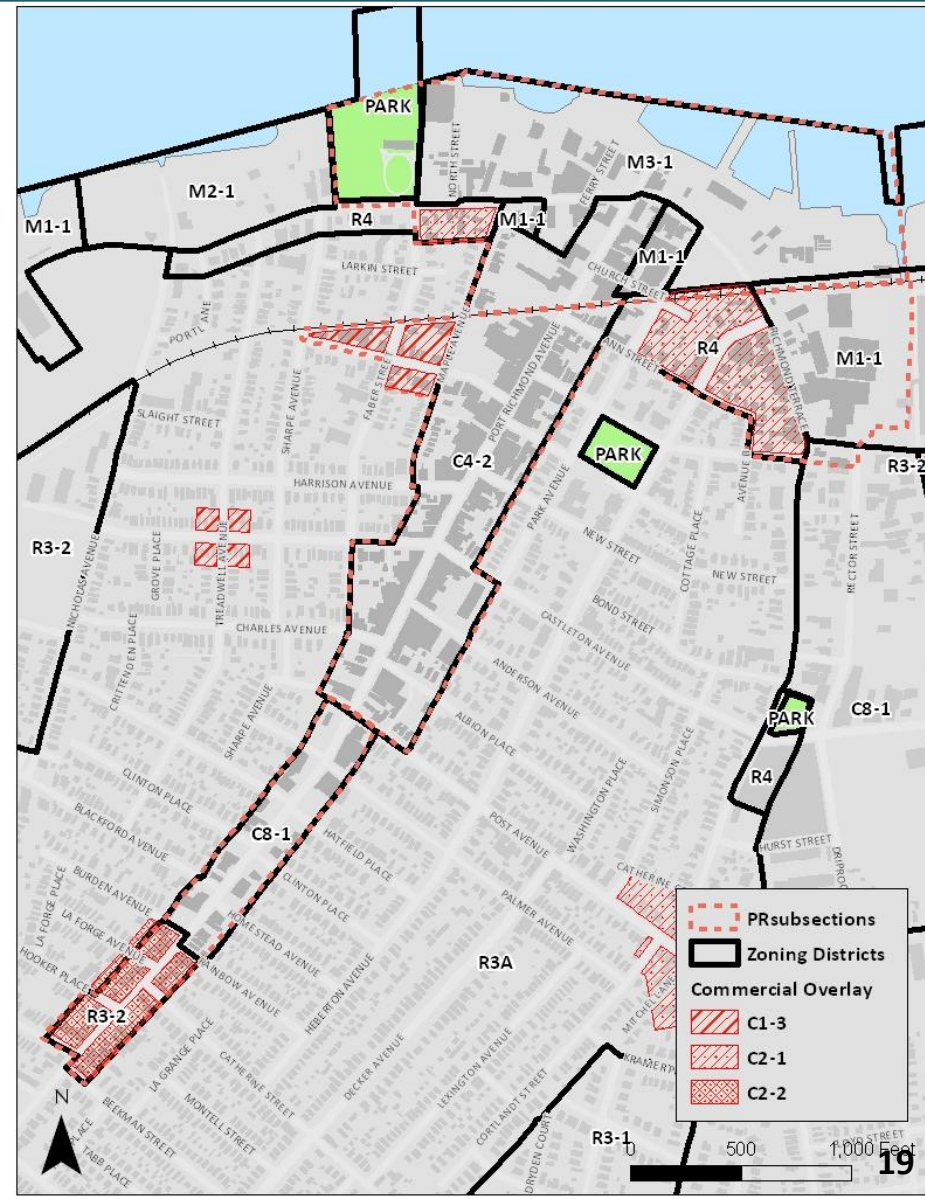 PARK
NORTH STREET
FERRY STREET
M3-1
M2-1
M1-1
R4
M1-1
M1-1
LARKIN STREET
CHURCH STREET
PORTL ANE
MAPLE AVENUE
ANN STREET
R4
RICHMOND TERRACE
M1-1
FABER STREET
PORT RICHMOND AVENUE
SHARPE AVENUE
SLAIGHT STREET
C4-2
PARK
R3-2
HARRISON AVENUE
PARK AVENUE
AVENUE B
R3-2
GROVE PLACE
TREADWELL AVENUE
NEW STREET
COTTAGE PLACE
NEW STREET
RECTOR STREET
NICHOLAS AVENUE
CHARLES AVENUE
BOND STREET
CASTLETON AVENUE
CRITTENDEN PLACE
ANDERSON AVENUE
SHARPE AVENUE
ALBION PLACE
PARK
C8-1
SIMONSON PLACE
R4
CLINTON PLACE
WASHINGTON PLACE
BLACKFORD AVENUE
C8-1
HATFIELD PLACE
POST AVENUE
HURST STREET
DRIPROC
BURDEN AVENUE
CLINTON PLACE
CATHERINE
LA FORGE PLACE
LA FORGE AVENUE
HOMESTEAD AVENUE
PALMER AVENUE
HOOKER PLACE
RAINBOW AVENUE
R3A
HEBERTON AVENUE
MITCHELL LANE
R3-2
LA GRANGE PLACE
CATHERINE STREET
DECKER AVENUE
LEXINGTON AVENUE
KRAMER P
MONTELL STREET
CORTLANDT STREET
BEEKMAN STREET
PLACE
TABB PLACE
DRYDEN COURT
R3-1
N
PRsubsections
Zoning Districts
Commercial Overlay
C1-3
C2-1
C2-2
0 500 1,000 Feet
19